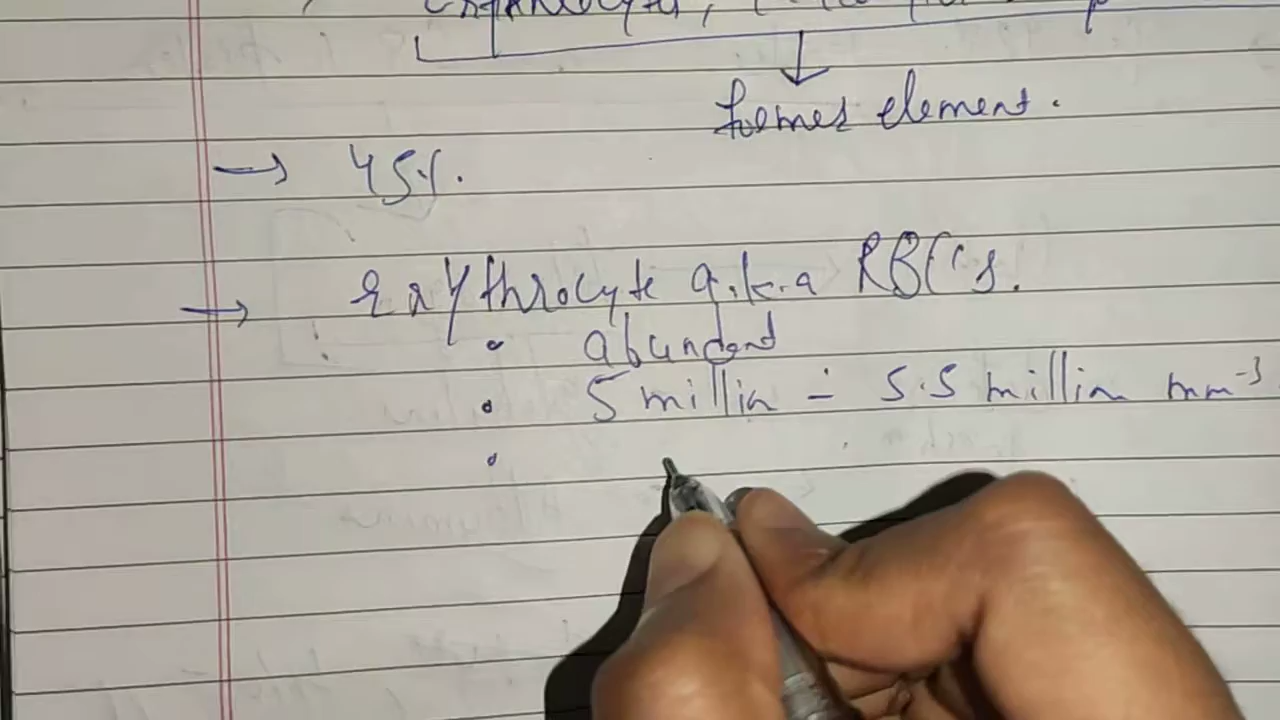 formed element.
→ 45%.
→ erythrocyte a.k.a RBC's.
• abundant
• 5 million - 5.5 million mm⁻³
•